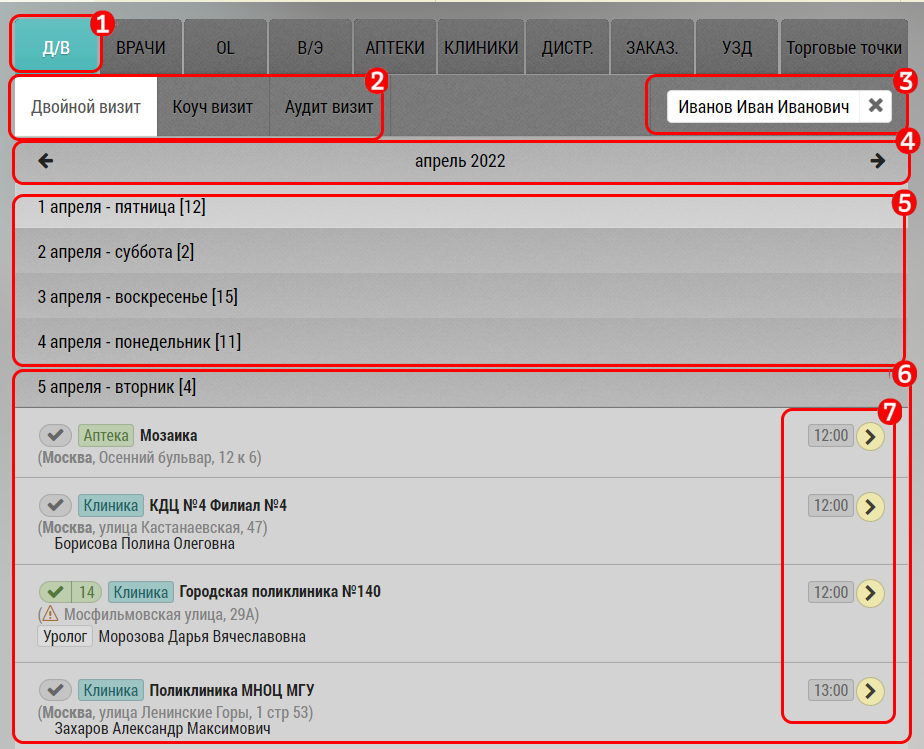 1
Д/В ВРАЧИ OL В/Э АПТЕКИ КЛИНИКИ ДИСТР. ЗАКАЗ. УЗД Торговые точки
2 3
Двойной визит Коуч визит Аудит визит Иванов Иван Иванович
4
апрель 2022
5
1 апреля - пятница [12]
2 апреля - суббота [2]
3 апреля - воскресенье [15]
4 апреля - понедельник [11]
6
5 апреля - вторник [4]
7
Аптека Мозаика 12:00
(Москва, Осенний бульвар, 12 к 6)
Клиника КДЦ №4 Филиал №4 12:00
(Москва, улица Кастанаевская, 47)
Борисова Полина Олеговна
14 Клиника Городская поликлиника №140 12:00
( Мосфильмовская улица, 29А)
Уролог Морозова Дарья Вячеславовна
Клиника Поликлиника МНОЦ МГУ 13:00
(Москва, улица Ленинские Горы, 1 стр 53)
Захаров Александр Максимович